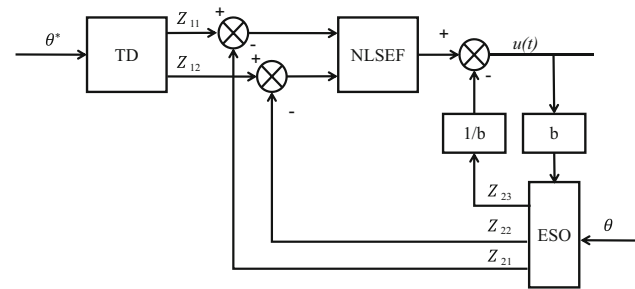 θ*
TD
Z11
Z12
+
-
+
-
NLSEF
+
-
u(t)
1/b
b
Z23
Z22
Z21
ESO
θ